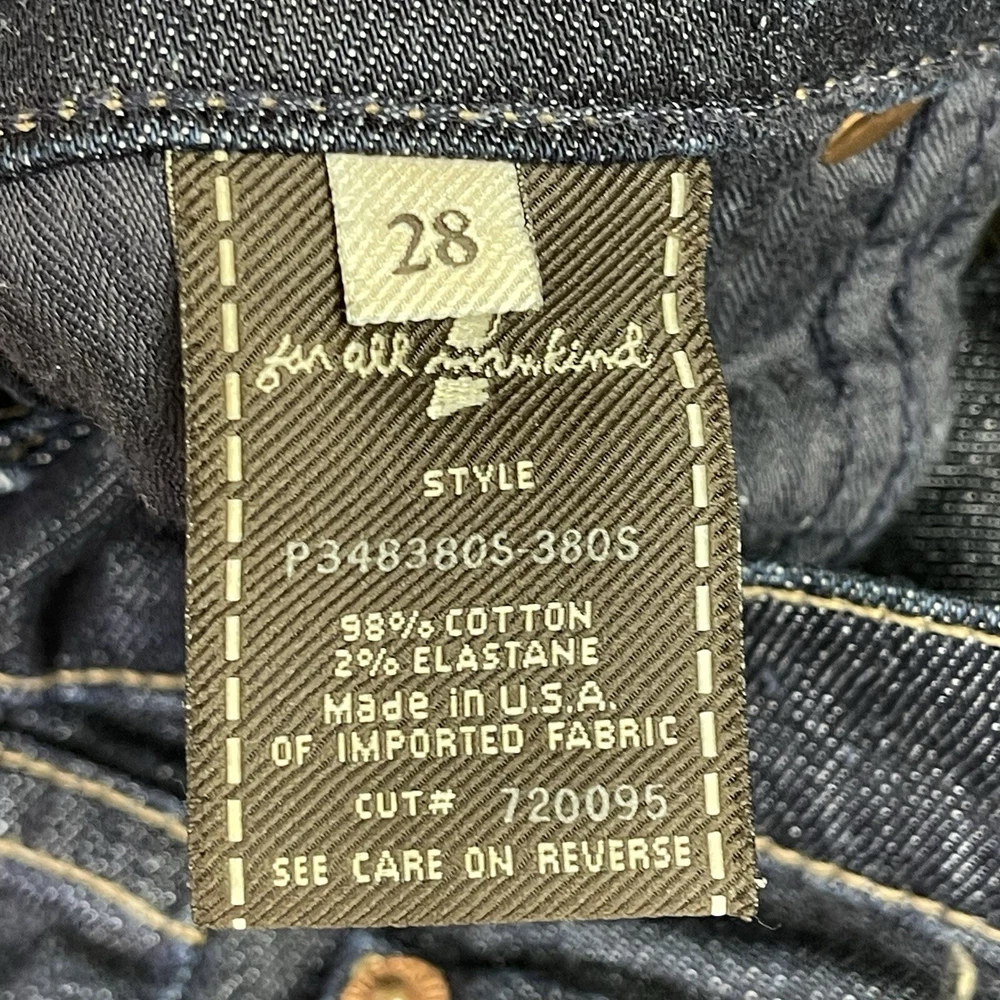 28
7
for all mankind
STYLE
P348380S-380S
98% COTTON
2% ELASTANE
Made in U.S.A.
OF IMPORTED FABRIC
CUT# 720095
SEE CARE ON REVERSE